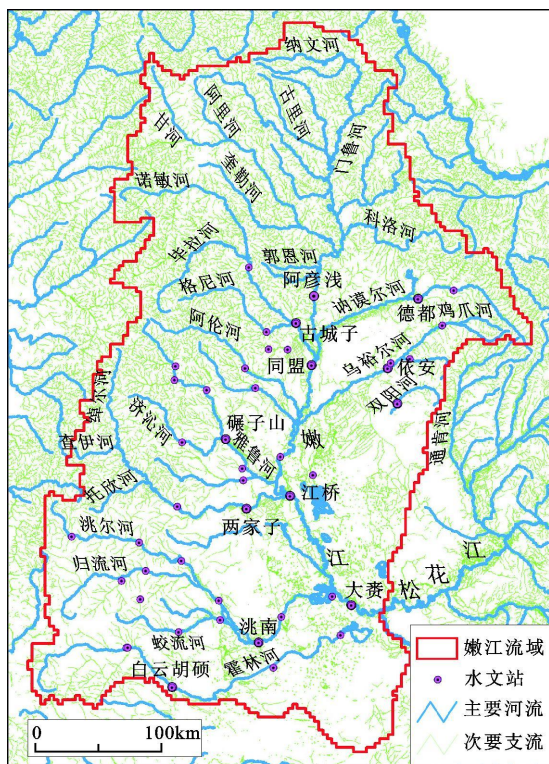 纳文河
甘河
阿里河
古里河
门鲁河
奎勒河
诺敏河
科洛河
毕拉河
郭恩河
格尼河
阿彦浅
讷谟尔河
德都
鸡爪河
阿伦河
古城子
同盟
乌裕尔河
依安
双阳河
绰尔河
济沁河
碾子山
雅鲁河
嫩江
通肯河
查伊河
托欣河
江桥
两家子
洮尔河
归流河
大赉
松花江
洮南
蛟流河
霍林河
白云胡硕
嫩江流域
水文站
主要河流
次要支流
0 100km